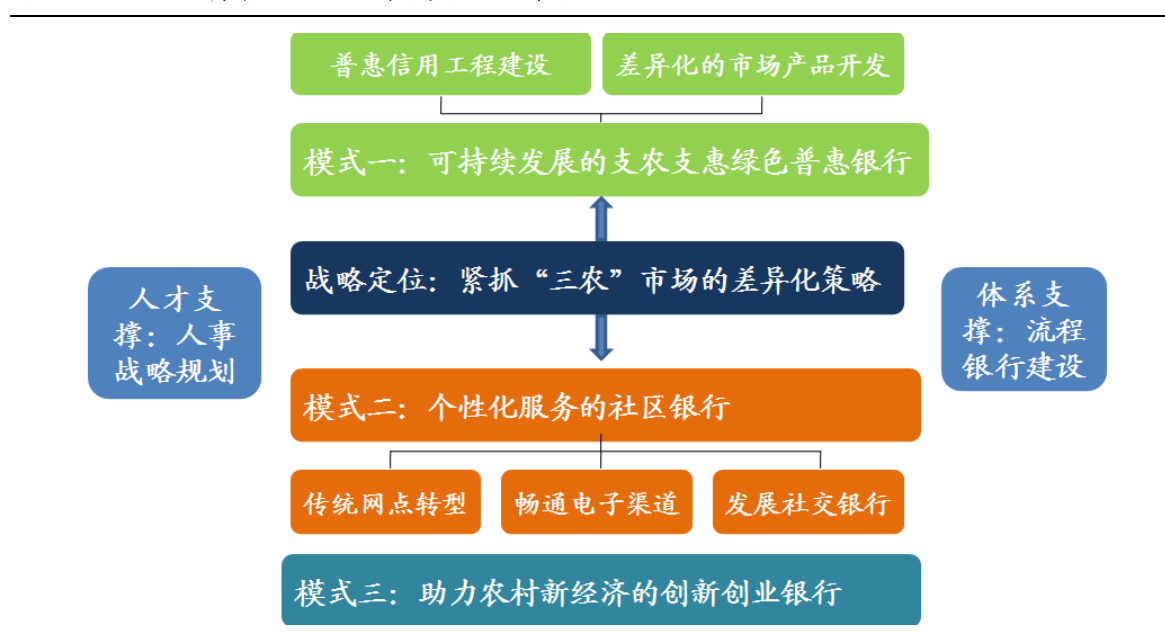 普惠信用工程建设
差异化的市场产品开发
模式一：可持续发展的支农支惠绿色普惠银行
战略定位：紧抓“三农”市场的差异化策略
人才支
撑：人事
战略规划
体系支
撑：流程
银行建设
模式二：个性化服务的社区银行
传统网点转型
畅通电子渠道
发展社交银行
模式三：助力农村新经济的创新创业银行